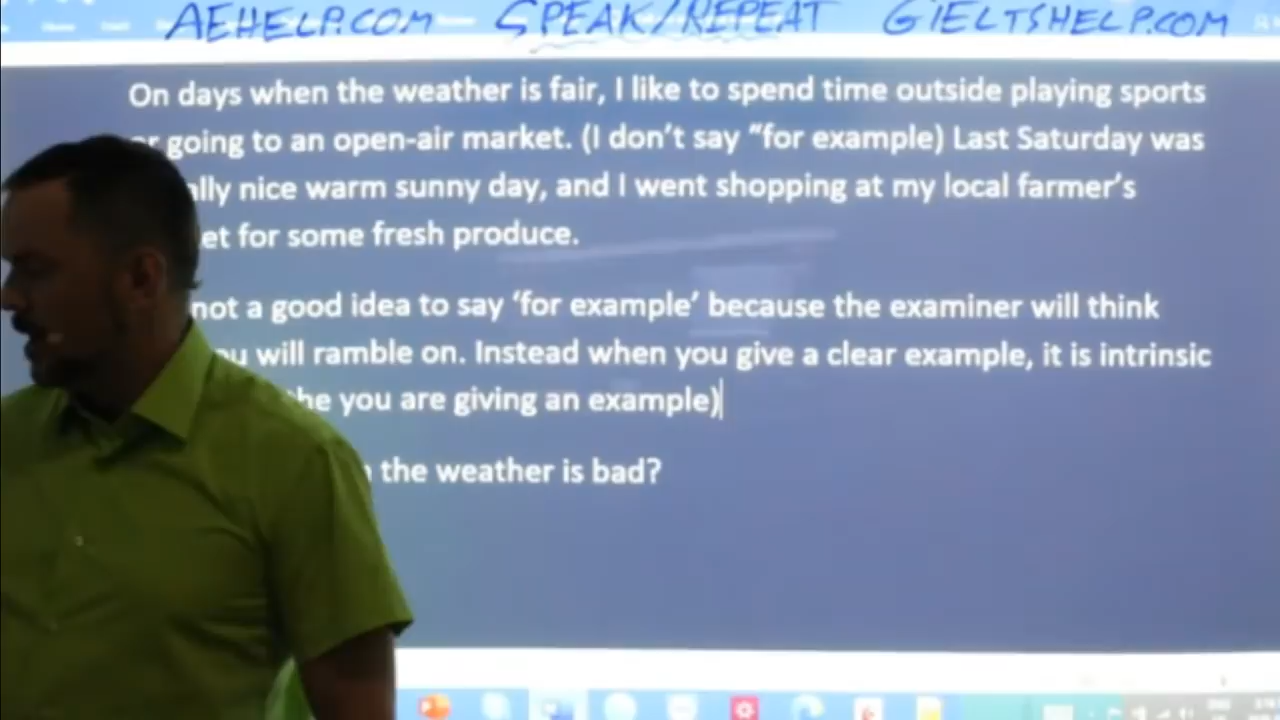 AEHELP.COM SPEAK/REPEAT GIELTSHELP.COM
On days when the weather is fair, I like to spend time outside playing sports
or going to an open-air market. (I don't say "for example) Last Saturday was
nice warm sunny day, and I went shopping at my local farmer's
for some fresh produce.
not a good idea to say 'for example' because the examiner will think
will ramble on. Instead when you give a clear example, it is intrinsic
you are giving an example)
the weather is bad?